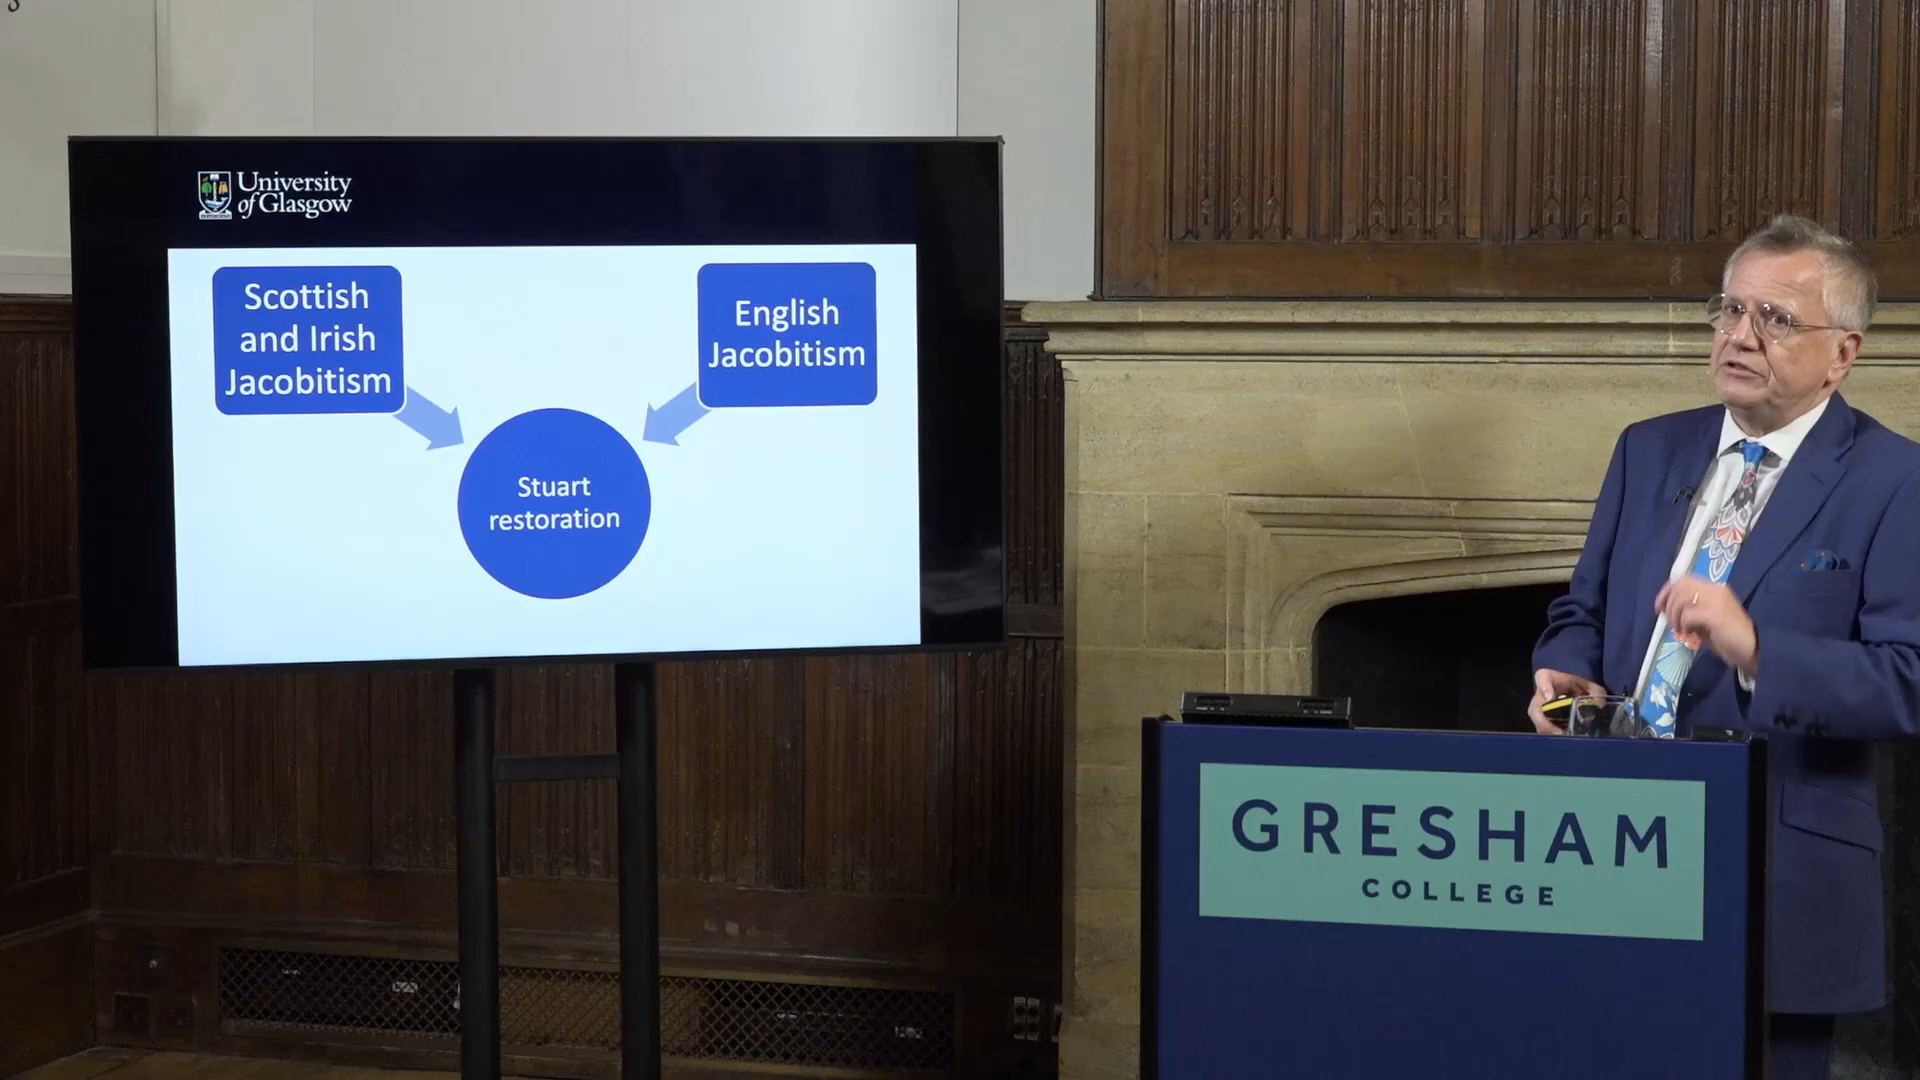 University
of Glasgow
Scottish
and Irish
Jacobitism
English
Jacobitism
Stuart
restoration
GRESHAM
COLLEGE